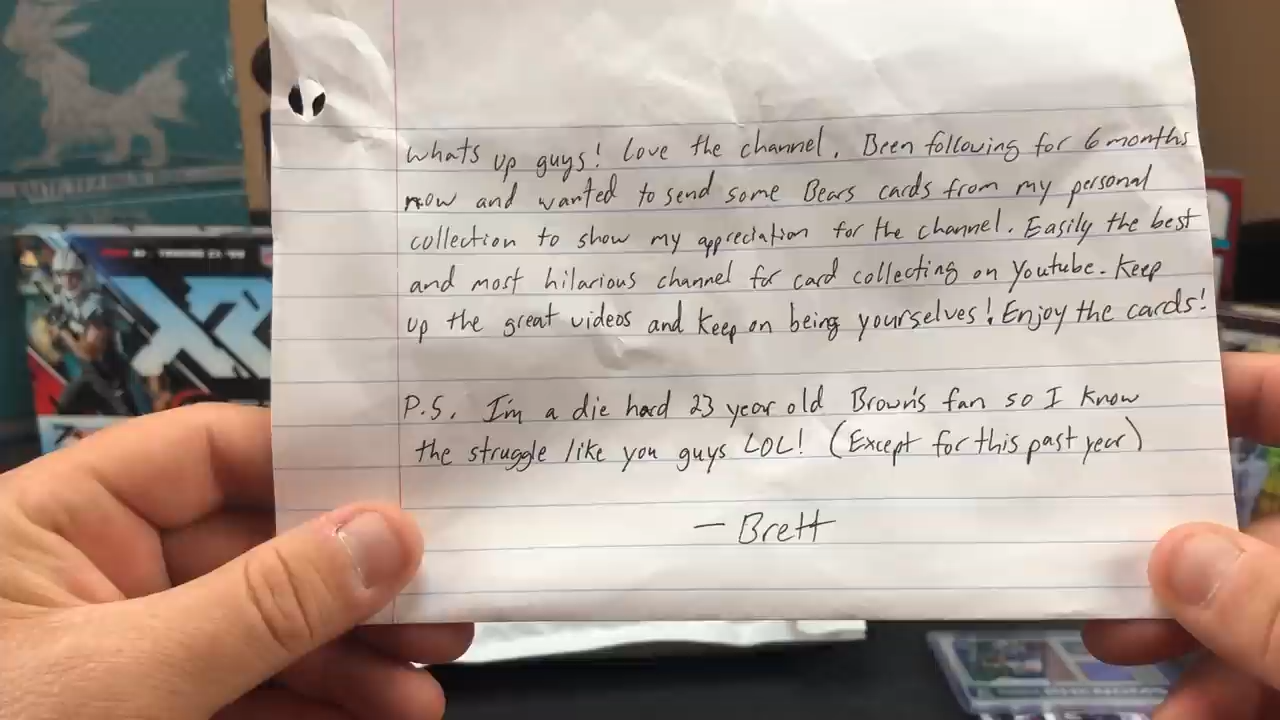 Whats up guys! Love the channel. Been following for 6 months
now and wanted to send some Bears cards from my personal
collection to show my appreciation for the channel. Easily the best
and most hilarious channel for card collecting on Youtube. Keep
up the great videos and keep on being yourselves! Enjoy the cards!
P.S. I'm a die hard 23 year old Brown's fan so I know
the struggle like you guys LOL! (Except for this past year)
— Brett
XR